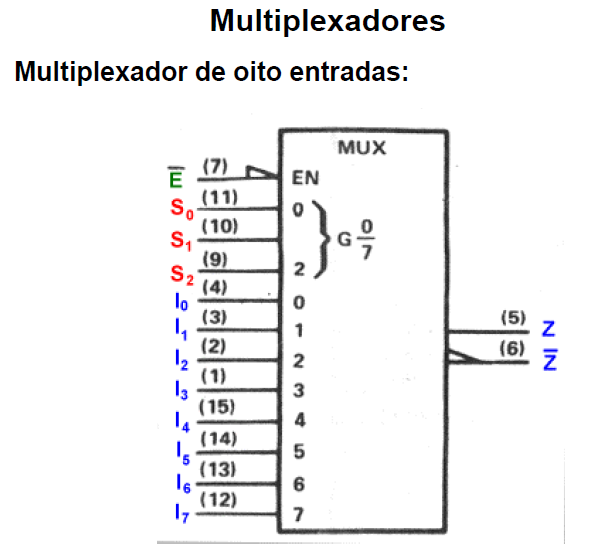 Multiplexadores
Multiplexador de oito entradas:
MUX
E̅ (7) EN
S₀ (11) 0
S₁ (10) G 0/7
S₂ (9) 2
I₀ (4) 0
I₁ (3) 1
(5) Z
I₂ (2) 2
(6) Z̅
I₃ (1) 3
I₄ (15) 4
I₅ (14) 5
I₆ (13) 6
I₇ (12) 7